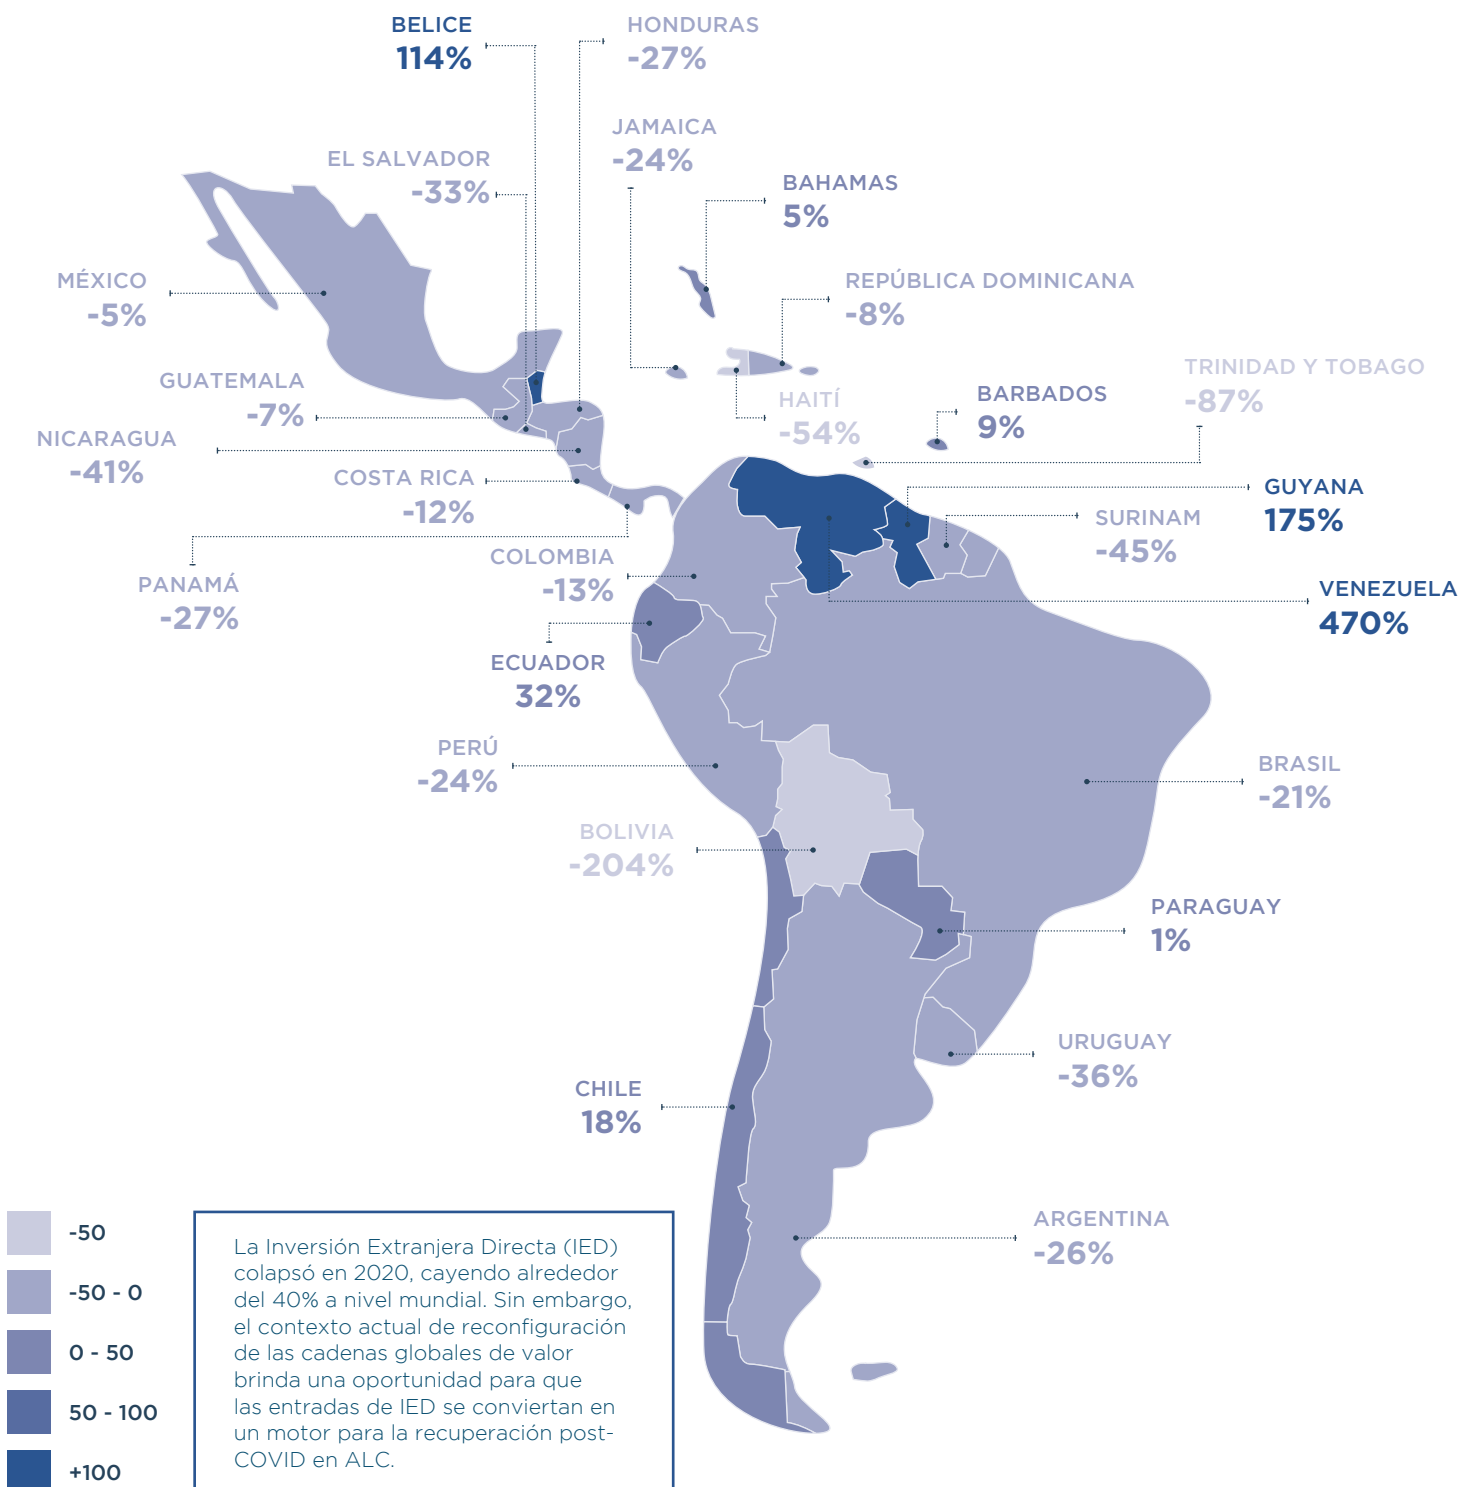 BELICE
114%
HONDURAS
-27%
JAMAICA
-24%
EL SALVADOR
-33%
BAHAMAS
5%
MÉXICO
-5%
REPÚBLICA DOMINICANA
-8%
GUATEMALA
-7%
TRINIDAD Y TOBAGO
-87%
HAITÍ
-54%
BARBADOS
9%
NICARAGUA
-41%
COSTA RICA
-12%
GUYANA
175%
SURINAM
-45%
COLOMBIA
-13%
PANAMÁ
-27%
VENEZUELA
470%
ECUADOR
32%
PERÚ
-24%
BRASIL
-21%
BOLIVIA
-204%
PARAGUAY
1%
URUGUAY
-36%
CHILE
18%
ARGENTINA
-26%
-50
-50 - 0
0 - 50
50 - 100
+100
La Inversión Extranjera Directa (IED)
colapsó en 2020, cayendo alrededor
del 40% a nivel mundial. Sin embargo,
el contexto actual de reconfiguración
de las cadenas globales de valor
brinda una oportunidad para que
las entradas de IED se conviertan en
un motor para la recuperación post-
COVID en ALC.